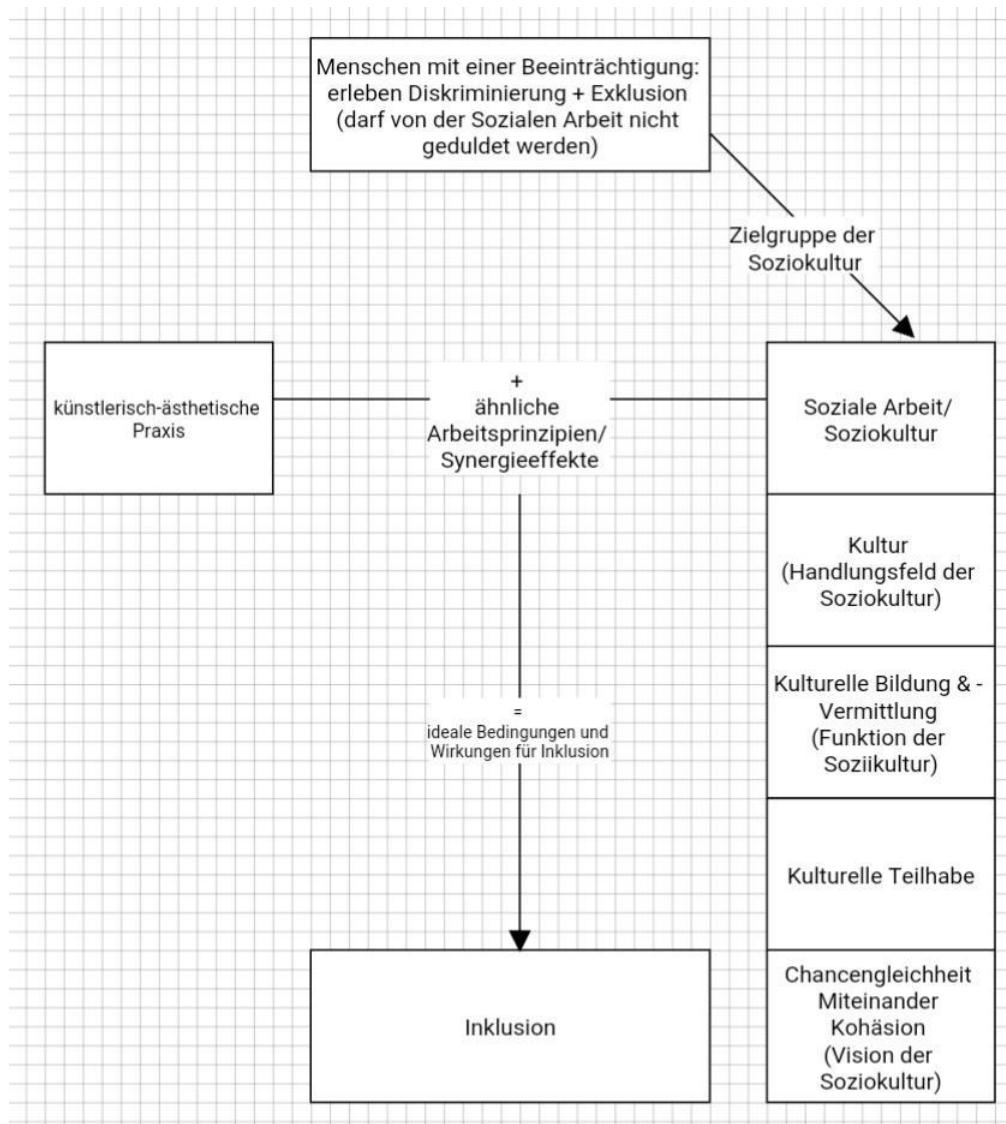 Menschen mit einer Beeinträchtigung:
erleben Diskriminierung + Exklusion
(darf von der Sozialen Arbeit nicht
geduldet werden)
Zielgruppe der
Soziokultur
künstlerisch-ästhetische
Praxis
+
ähnliche
Arbeitsprinzipien/
Synergieeffekte
Soziale Arbeit/
Soziokultur
Kultur
(Handlungsfeld der
Soziokultur)
Kulturelle Bildung & -
Vermittlung
(Funktion der
Soziikultur)
=
ideale Bedingungen und
Wirkungen für Inklusion
Kulturelle Teilhabe
Inklusion
Chancengleichheit
Miteinander
Kohäsion
(Vision der
Soziokultur)